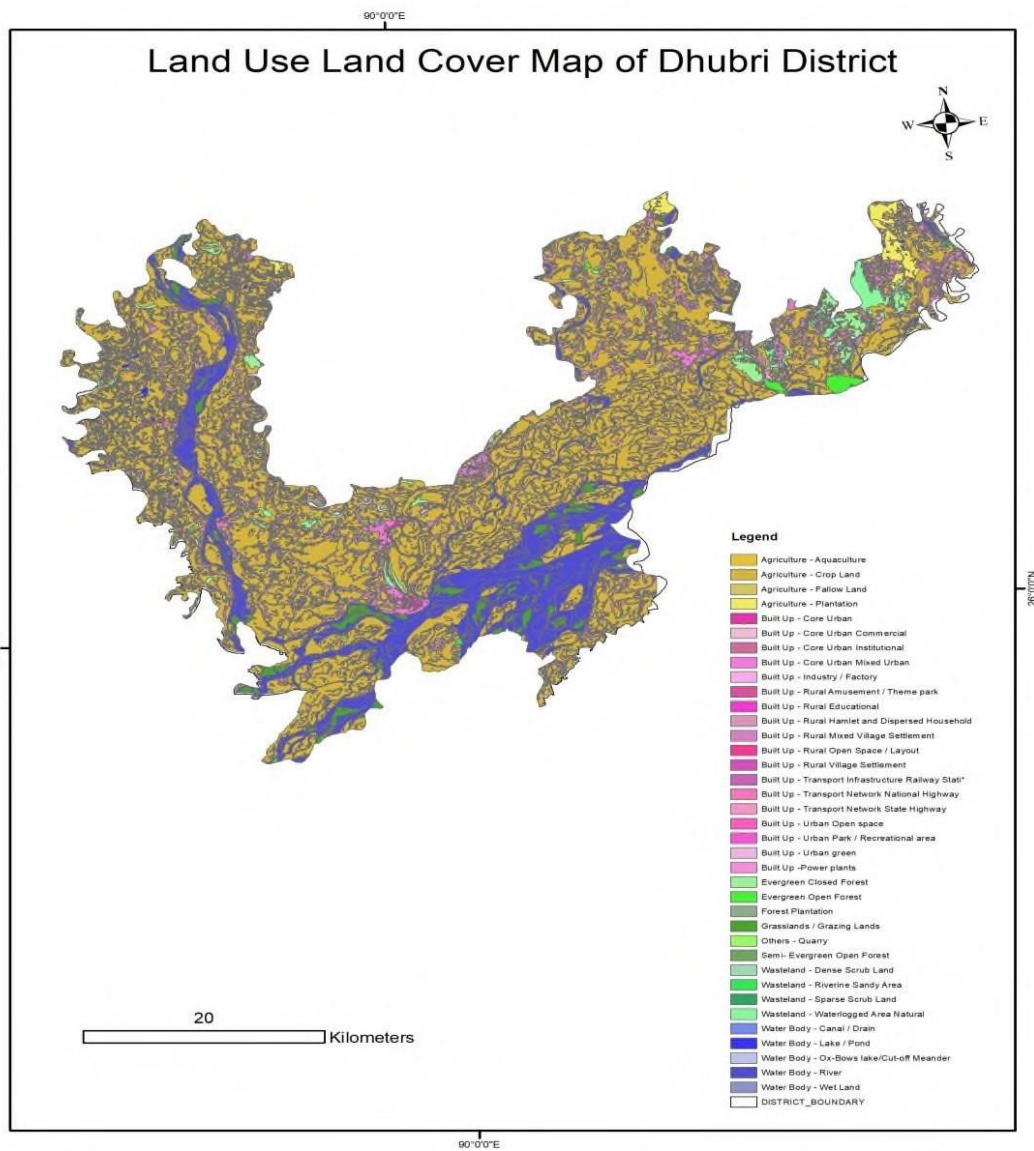 90°0'0"E
Land Use Land Cover Map of Dhubri District
N
W E
S
Legend
Agriculture - Aquaculture
Agriculture - Crop Land
Agriculture - Fallow Land
Agriculture - Plantation
Built Up - Core Urban
Built Up - Core Urban Commercial
Built Up - Core Urban Institutional
Built Up - Core Urban Mixed Urban
Built Up - Industry / Factory
Built Up - Rural Amusement / Theme park
Built Up - Rural Educational
Built Up - Rural Hamlet and Dispersed Household
Built Up - Rural Mixed Village Settlement
Built Up - Rural Open Space / Layout
Built Up - Rural Village Settlement
Built Up - Transport Infrastructure Railway Stati*
Built Up - Transport Network National Highway
Built Up - Transport Network State Highway
Built Up - Urban Open space
Built Up - Urban Park / Recreational area
Built Up - Urban green
Built Up -Power plants
Evergreen Closed Forest
Evergreen Open Forest
Forest Plantation
Grasslands / Grazing Lands
Others - Quarry
Semi- Evergreen Open Forest
Wasteland - Dense Scrub Land
Wasteland - Riverine Sandy Area
Wasteland - Sparse Scrub Land
Wasteland - Waterlogged Area Natural
Water Body - Canal / Drain
Water Body - Lake / Pond
Water Body - Ox-Bows lake/Cut-off Meander
Water Body - River
Water Body - Wet Land
DISTRICT_BOUNDARY
26°0'0"N
20
Kilometers
90°0'0"E